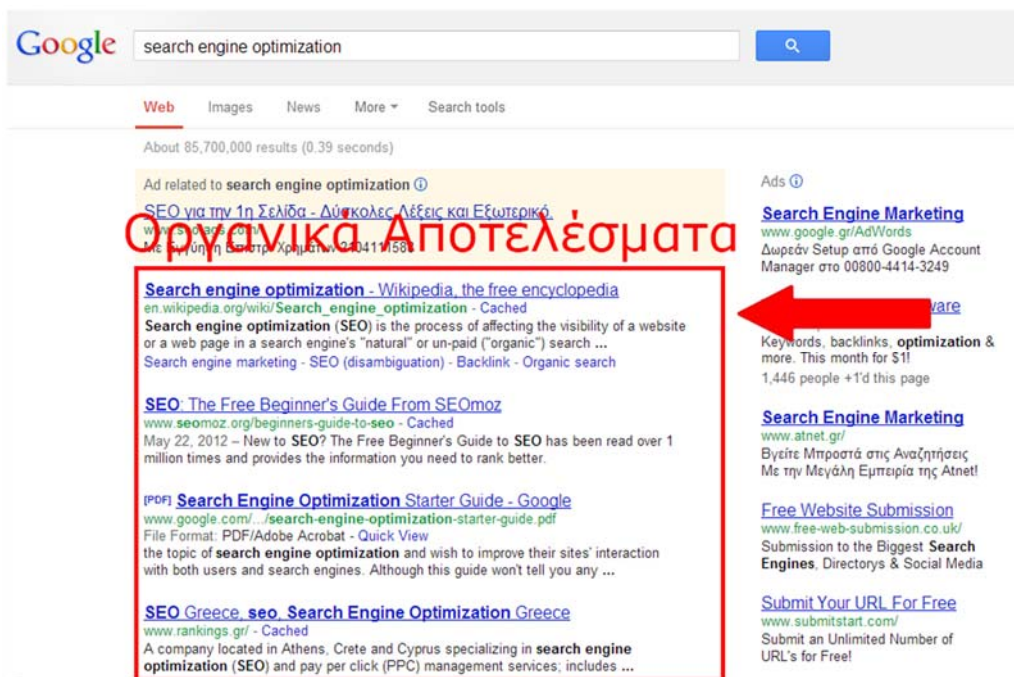 Google
search engine optimization
Web Images News More Search tools
About 85,700,000 results (0.39 seconds)
Ad related to search engine optimization
SEO για την 1η Σελίδα - Δύσκολες Λέξεις και Εξωτερικό.
www.seoads.com/
Με Εγγύηση Επιστρ. Χρημάτων 2104111583
Οργανικά Αποτελέσματα
Search engine optimization - Wikipedia, the free encyclopedia
en.wikipedia.org/wiki/Search_engine_optimization - Cached
Search engine optimization (SEO) is the process of affecting the visibility of a website
or a web page in a search engine's "natural" or un-paid ("organic") search ...
Search engine marketing - SEO (disambiguation) - Backlink - Organic search
SEO: The Free Beginner's Guide From SEOmoz
www.seomoz.org/beginners-guide-to-seo - Cached
May 22, 2012 – New to SEO? The Free Beginner's Guide to SEO has been read over 1
million times and provides the information you need to rank better.
[PDF] Search Engine Optimization Starter Guide - Google
www.google.com/.../search-engine-optimization-starter-guide.pdf
File Format: PDF/Adobe Acrobat - Quick View
the topic of search engine optimization and wish to improve their sites' interaction
with both users and search engines. Although this guide won't tell you any ...
SEO Greece, seo, Search Engine Optimization Greece
www.rankings.gr/ - Cached
A company located in Athens, Crete and Cyprus specializing in search engine
optimization (SEO) and pay per click (PPC) management services; includes ...
Ads
Search Engine Marketing
www.google.gr/AdWords
Δωρεάν Setup από Google Account
Manager στο 00800-4414-3249
Keywords, backlinks, optimization &
more. This month for $1!
1,446 people +1'd this page
Search Engine Marketing
www.atnet.gr/
Βγείτε Μπροστά στις Αναζητήσεις
Με την Μεγάλη Εμπειρία της Atnet!
Free Website Submission
www.free-web-submission.co.uk/
Submission to the Biggest Search
Engines, Directorys & Social Media
Submit Your URL For Free
www.submitstart.com/
Submit an Unlimited Number of
URL's for Free!